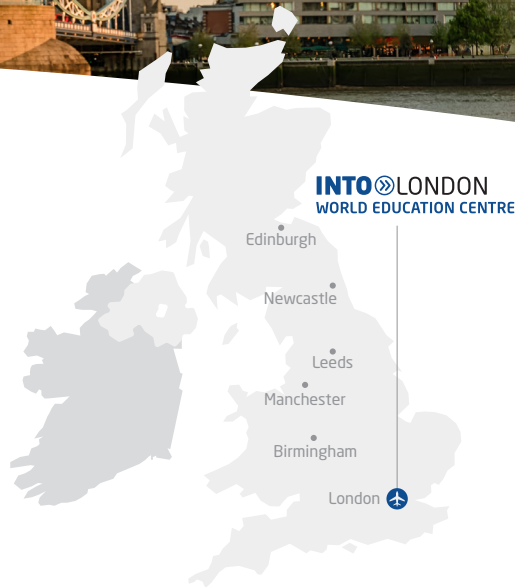 INTO LONDON
WORLD EDUCATION CENTRE
Edinburgh
Newcastle
Leeds
Manchester
Birmingham
London